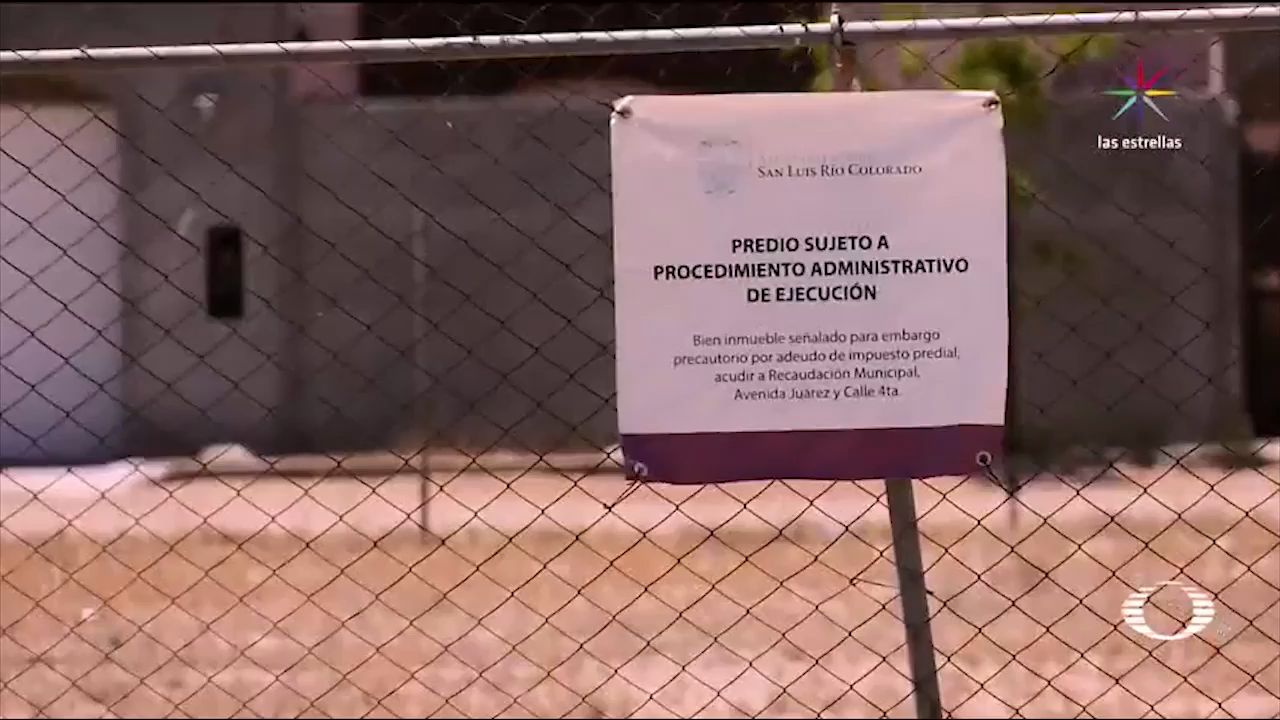 las estrellas
SAN LUIS RÍO COLORADO
PREDIO SUJETO A
PROCEDIMIENTO ADMINISTRATIVO
DE EJECUCIÓN
Bien inmueble señalado para embargo
precautorio por adeudo de impuesto predial,
acudir a Recaudación Municipal,
Avenida Juárez y Calle 4ta.